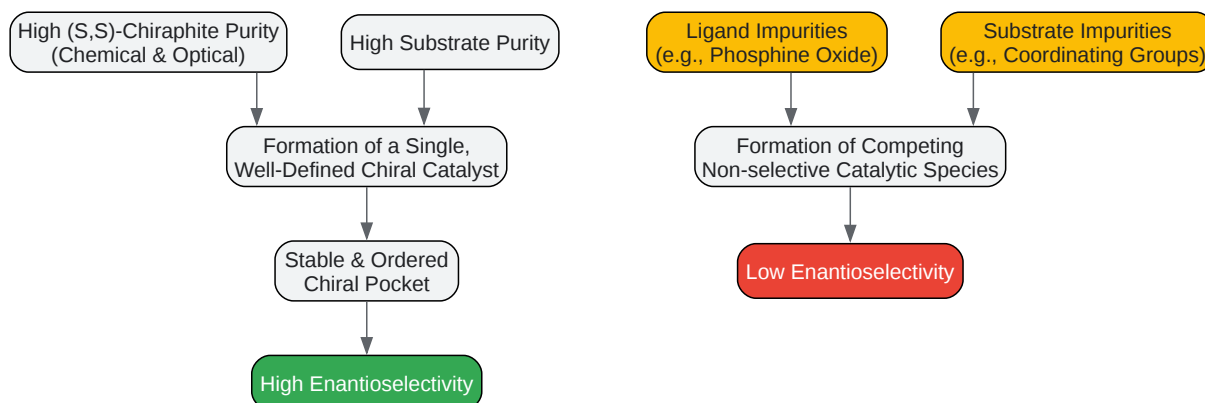 High (S,S)-Chiraphite Purity
(Chemical & Optical)
High Substrate Purity
Ligand Impurities
(e.g., Phosphine Oxide)
Substrate Impurities
(e.g., Coordinating Groups)
Formation of a Single,
Well-Defined Chiral Catalyst
Formation of Competing
Non-selective Catalytic Species
Stable & Ordered
Chiral Pocket
Low Enantioselectivity
High Enantioselectivity